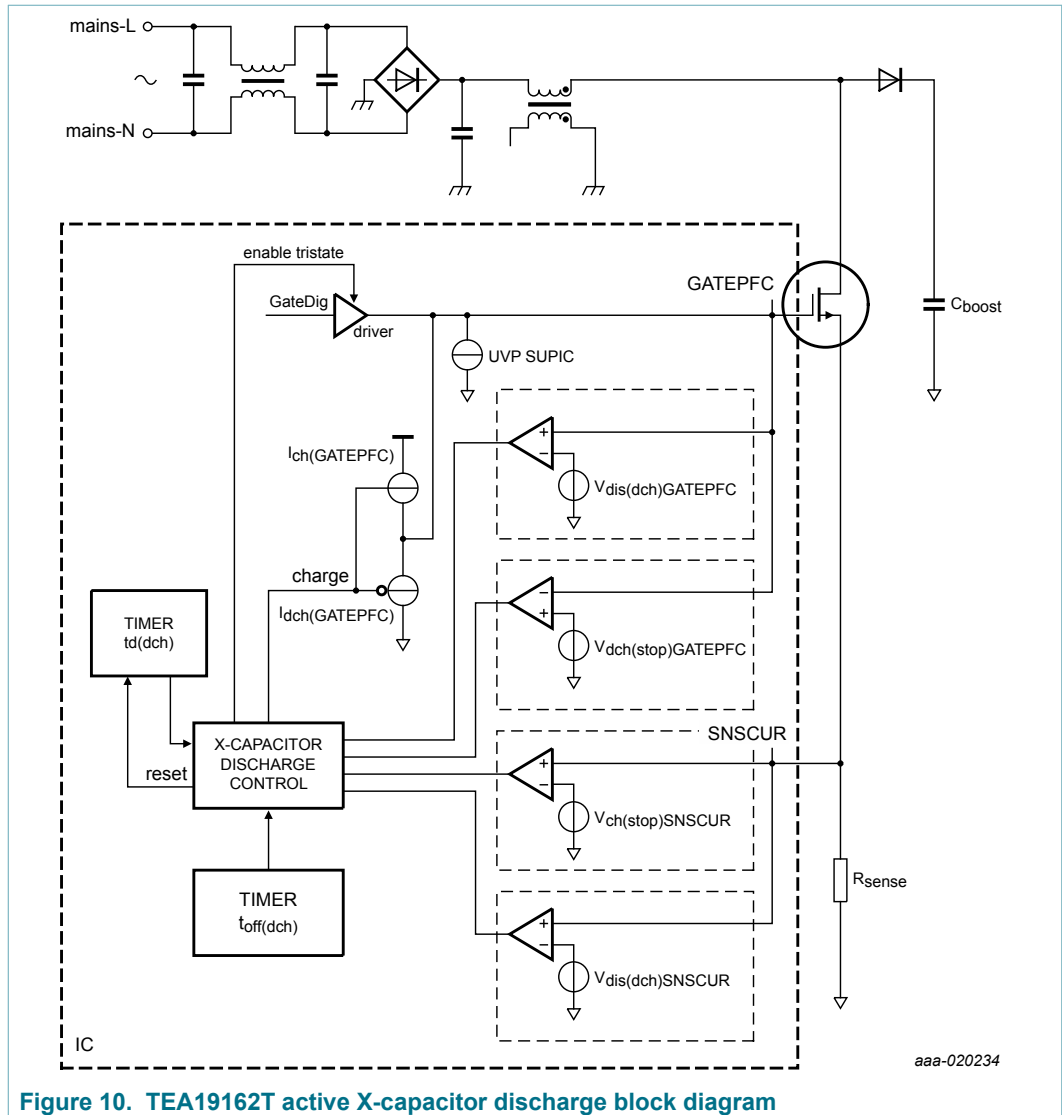 mains-L
mains-N
enable tristate
GateDig
driver
GATEPFC
Cboost
UVP SUPIC
Ich(GATEPFC)
Vdis(dch)GATEPFC
charge
Idch(GATEPFC)
TIMER
td(dch)
Vdch(stop)GATEPFC
SNSCUR
X-CAPACITOR
DISCHARGE
CONTROL
reset
Vch(stop)SNSCUR
Rsense
TIMER
toff(dch)
Vdis(dch)SNSCUR
IC
aaa-020234
Figure 10. TEA19162T active X-capacitor discharge block diagram